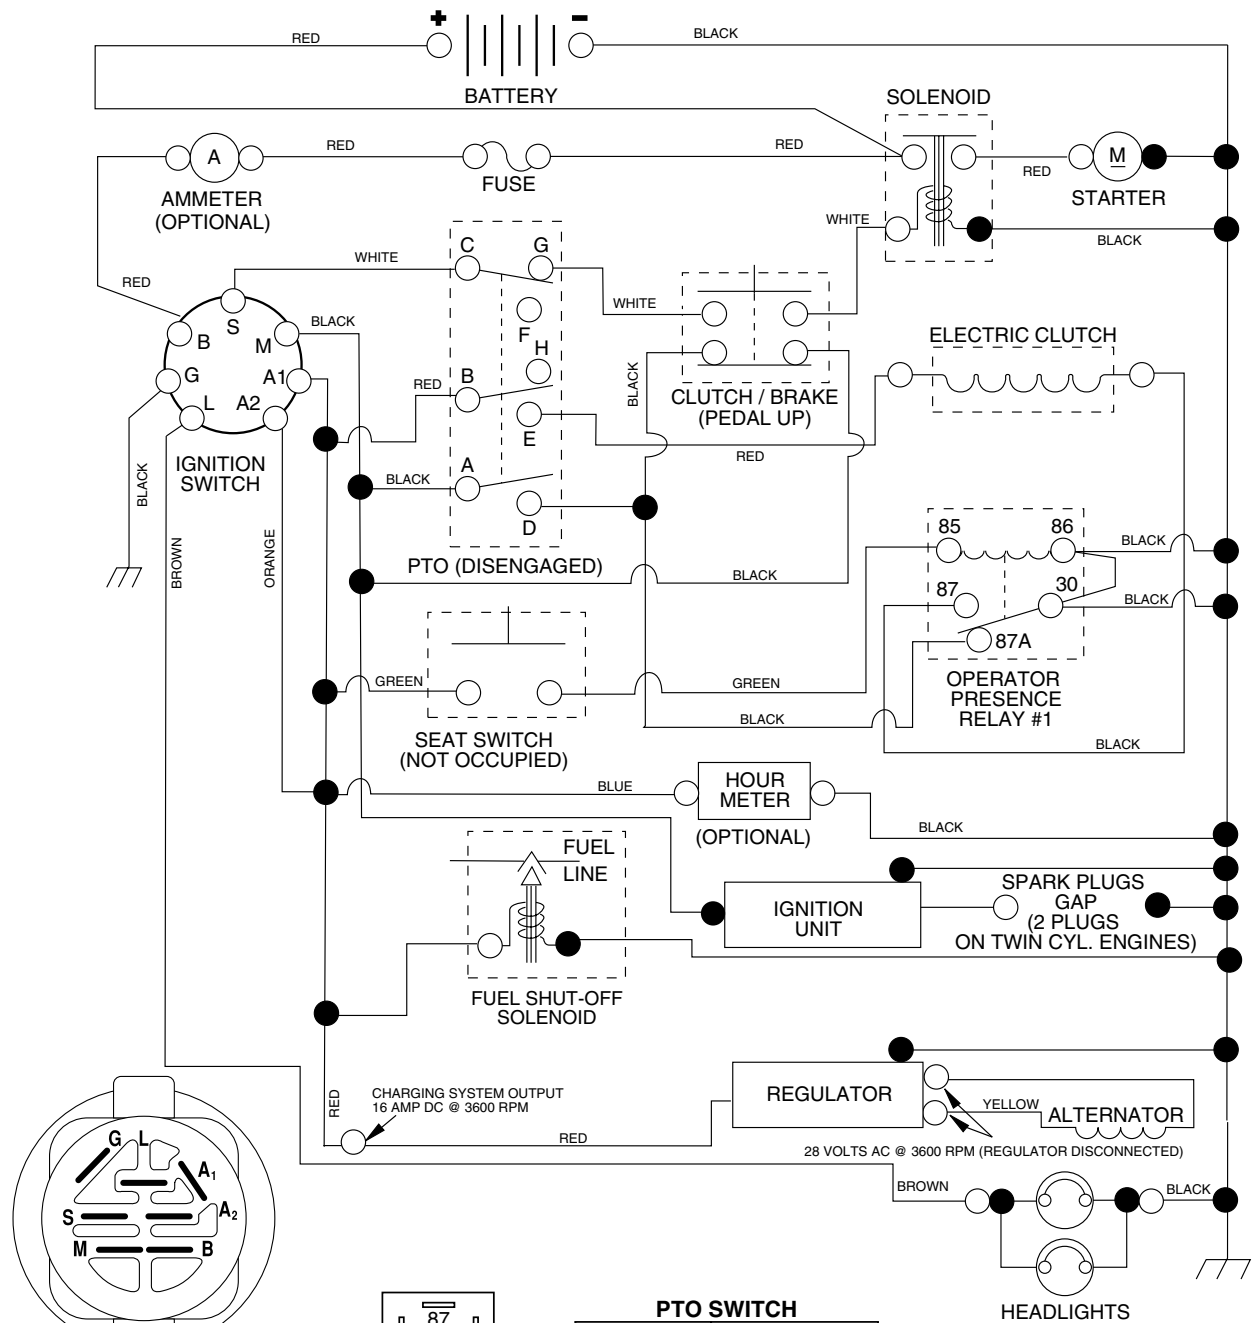 + −
RED
BLACK
BATTERY
SOLENOID
A
RED
RED
RED
M
AMMETER
(OPTIONAL)
FUSE
STARTER
WHITE
BLACK
C G
WHITE
RED
WHITE
S
BLACK
F
B M
H
ELECTRIC CLUTCH
G A1
RED
B
BLACK
L A2
CLUTCH / BRAKE
(PEDAL UP)
E
RED
IGNITION
SWITCH
A
BLACK
BLACK
D
85 86
BLACK
BROWN
ORANGE
PTO (DISENGAGED)
BLACK
87 30
BLACK
87A
GREEN
GREEN
OPERATOR
PRESENCE
RELAY #1
BLACK
SEAT SWITCH
(NOT OCCUPIED)
BLACK
BLUE
HOUR
METER
(OPTIONAL)
BLACK
FUEL
LINE
SPARK PLUGS
GAP
(2 PLUGS
ON TWIN CYL. ENGINES)
IGNITION
UNIT
FUEL SHUT-OFF
SOLENOID
RED
CHARGING SYSTEM OUTPUT
16 AMP DC @ 3600 RPM
REGULATOR
YELLOW
ALTERNATOR
RED
28 VOLTS AC @ 3600 RPM (REGULATOR DISCONNECTED)
BROWN
BLACK
G L
A1
S A2
M B
HEADLIGHTS
87
PTO SWITCH